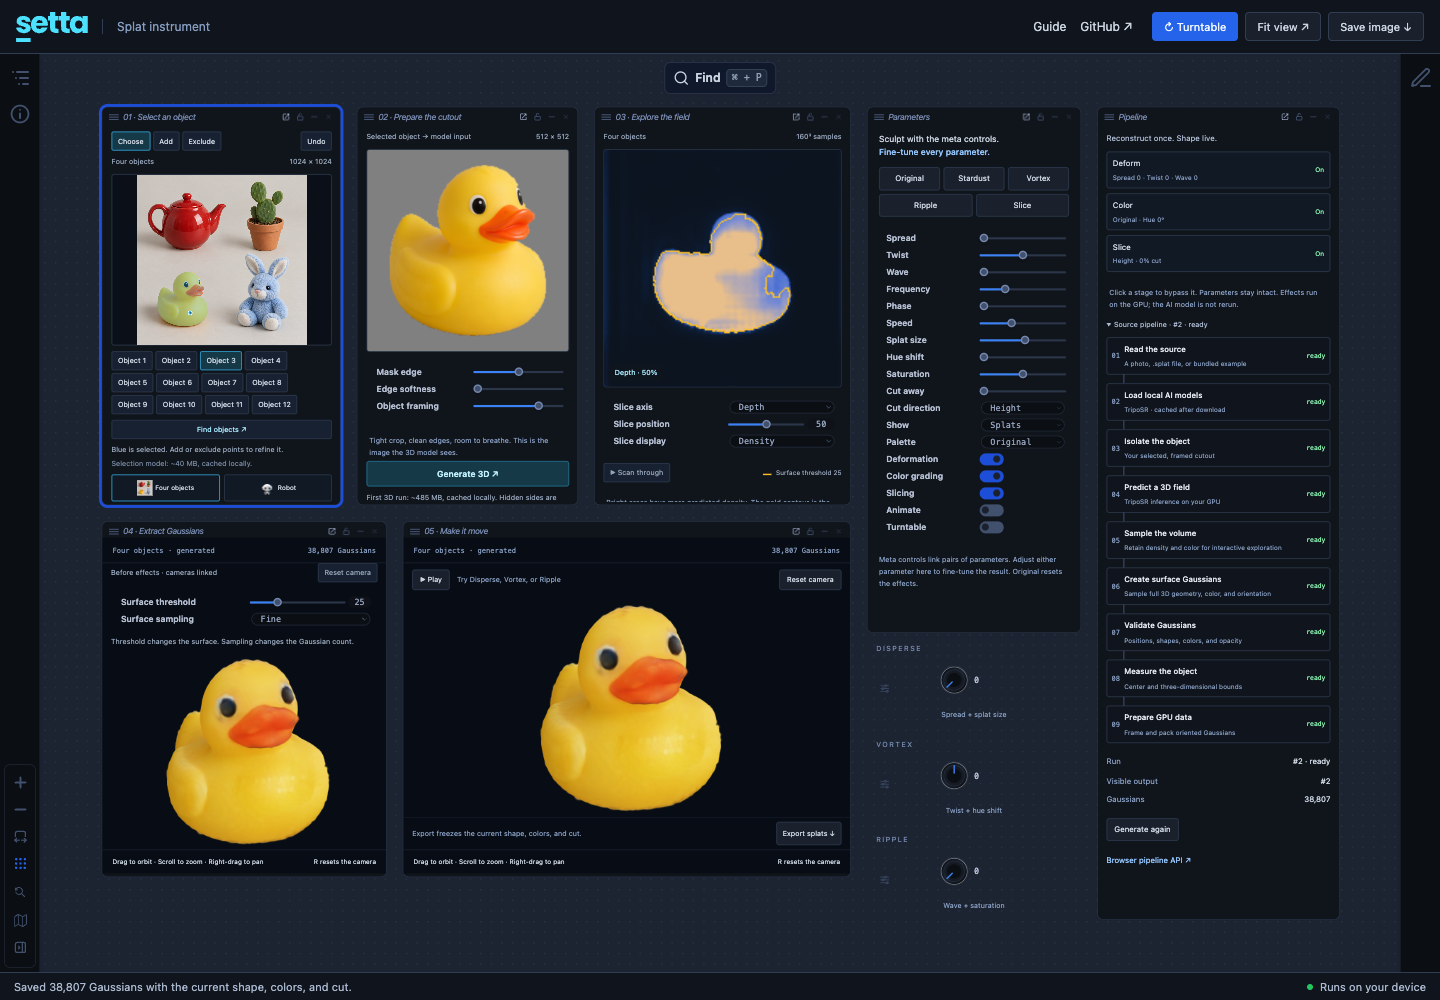 setta
Splat instrument
Guide
GitHub ↗
↻ Turntable
Fit view ↗
Save image ↓
Find ⌘ + P
01 · Select an object
Choose
Add
Exclude
Undo
Four objects
1024 × 1024
Object 1
Object 2
Object 3
Object 4
Object 5
Object 6
Object 7
Object 8
Object 9
Object 10
Object 11
Object 12
Find objects ↗
Blue is selected. Add or exclude points to refine it.
Selection model: ~40 MB, cached locally.
Four objects
Robot
02 · Prepare the cutout
Selected object → model input
512 × 512
Mask edge
Edge softness
Object framing
Tight crop, clean edges, room to breathe. This is the
image the 3D model sees.
Generate 3D ↗
First 3D run: ~485 MB, cached locally. Hidden sides are
03 · Explore the field
Four objects
160³ samples
Depth · 50%
Slice axis
Depth
Slice position
50
Slice display
Density
▶ Scan through
Surface threshold 25
04 · Extract Gaussians
Four objects · generated
38,807 Gaussians
Before effects · cameras linked
Reset camera
Surface threshold
25
Surface sampling
Fine
Threshold changes the surface. Sampling changes the Gaussian count.
Drag to orbit · Scroll to zoom · Right-drag to pan
R resets the camera
05 · Make it move
Four objects · generated
38,807 Gaussians
▶ Play
Try Disperse, Vortex, or Ripple
Reset camera
Export freezes the current shape, colors, and cut.
Export splats ↓
Drag to orbit · Scroll to zoom · Right-drag to pan
R resets the camera
Parameters
Sculpt with the meta controls.
Fine-tune every parameter.
Original
Stardust
Vortex
Ripple
Slice
Spread
Twist
Wave
Frequency
Phase
Speed
Splat size
Hue shift
Saturation
Cut away
Cut direction
Height
Show
Splats
Palette
Original
Deformation
Color grading
Slicing
Animate
Turntable
Meta controls link pairs of parameters. Adjust either
parameter here to fine-tune the result. Original resets
the effects.
DISPERSE
0
Spread + splat size
VORTEX
0
Twist + hue shift
RIPPLE
0
Wave + saturation
Pipeline
Reconstruct once. Shape live.
Deform
Spread 0 · Twist 0 · Wave 0
On
Color
Original · Hue 0°
On
Slice
Height · 0% cut
On
Click a stage to bypass it. Parameters stay intact. Effects run
on the GPU; the AI model is not rerun.
▼ Source pipeline · #2 · ready
01 Read the source
A photo, .splat file, or bundled example
ready
02 Load local AI models
TripoSR · cached after download
ready
03 Isolate the object
Your selected, framed cutout
ready
04 Predict a 3D field
TripoSR inference on your GPU
ready
05 Sample the volume
Retain density and color for interactive exploration
ready
06 Create surface Gaussians
Sample full 3D geometry, color, and orientation
ready
07 Validate Gaussians
Positions, shapes, colors, and opacity
ready
08 Measure the object
Center and three-dimensional bounds
ready
09 Prepare GPU data
Frame and pack oriented Gaussians
ready
Run
#2 · ready
Visible output
#2
Gaussians
38,807
Generate again
Browser pipeline API ↗
Saved 38,807 Gaussians with the current shape, colors, and cut.
Runs on your device